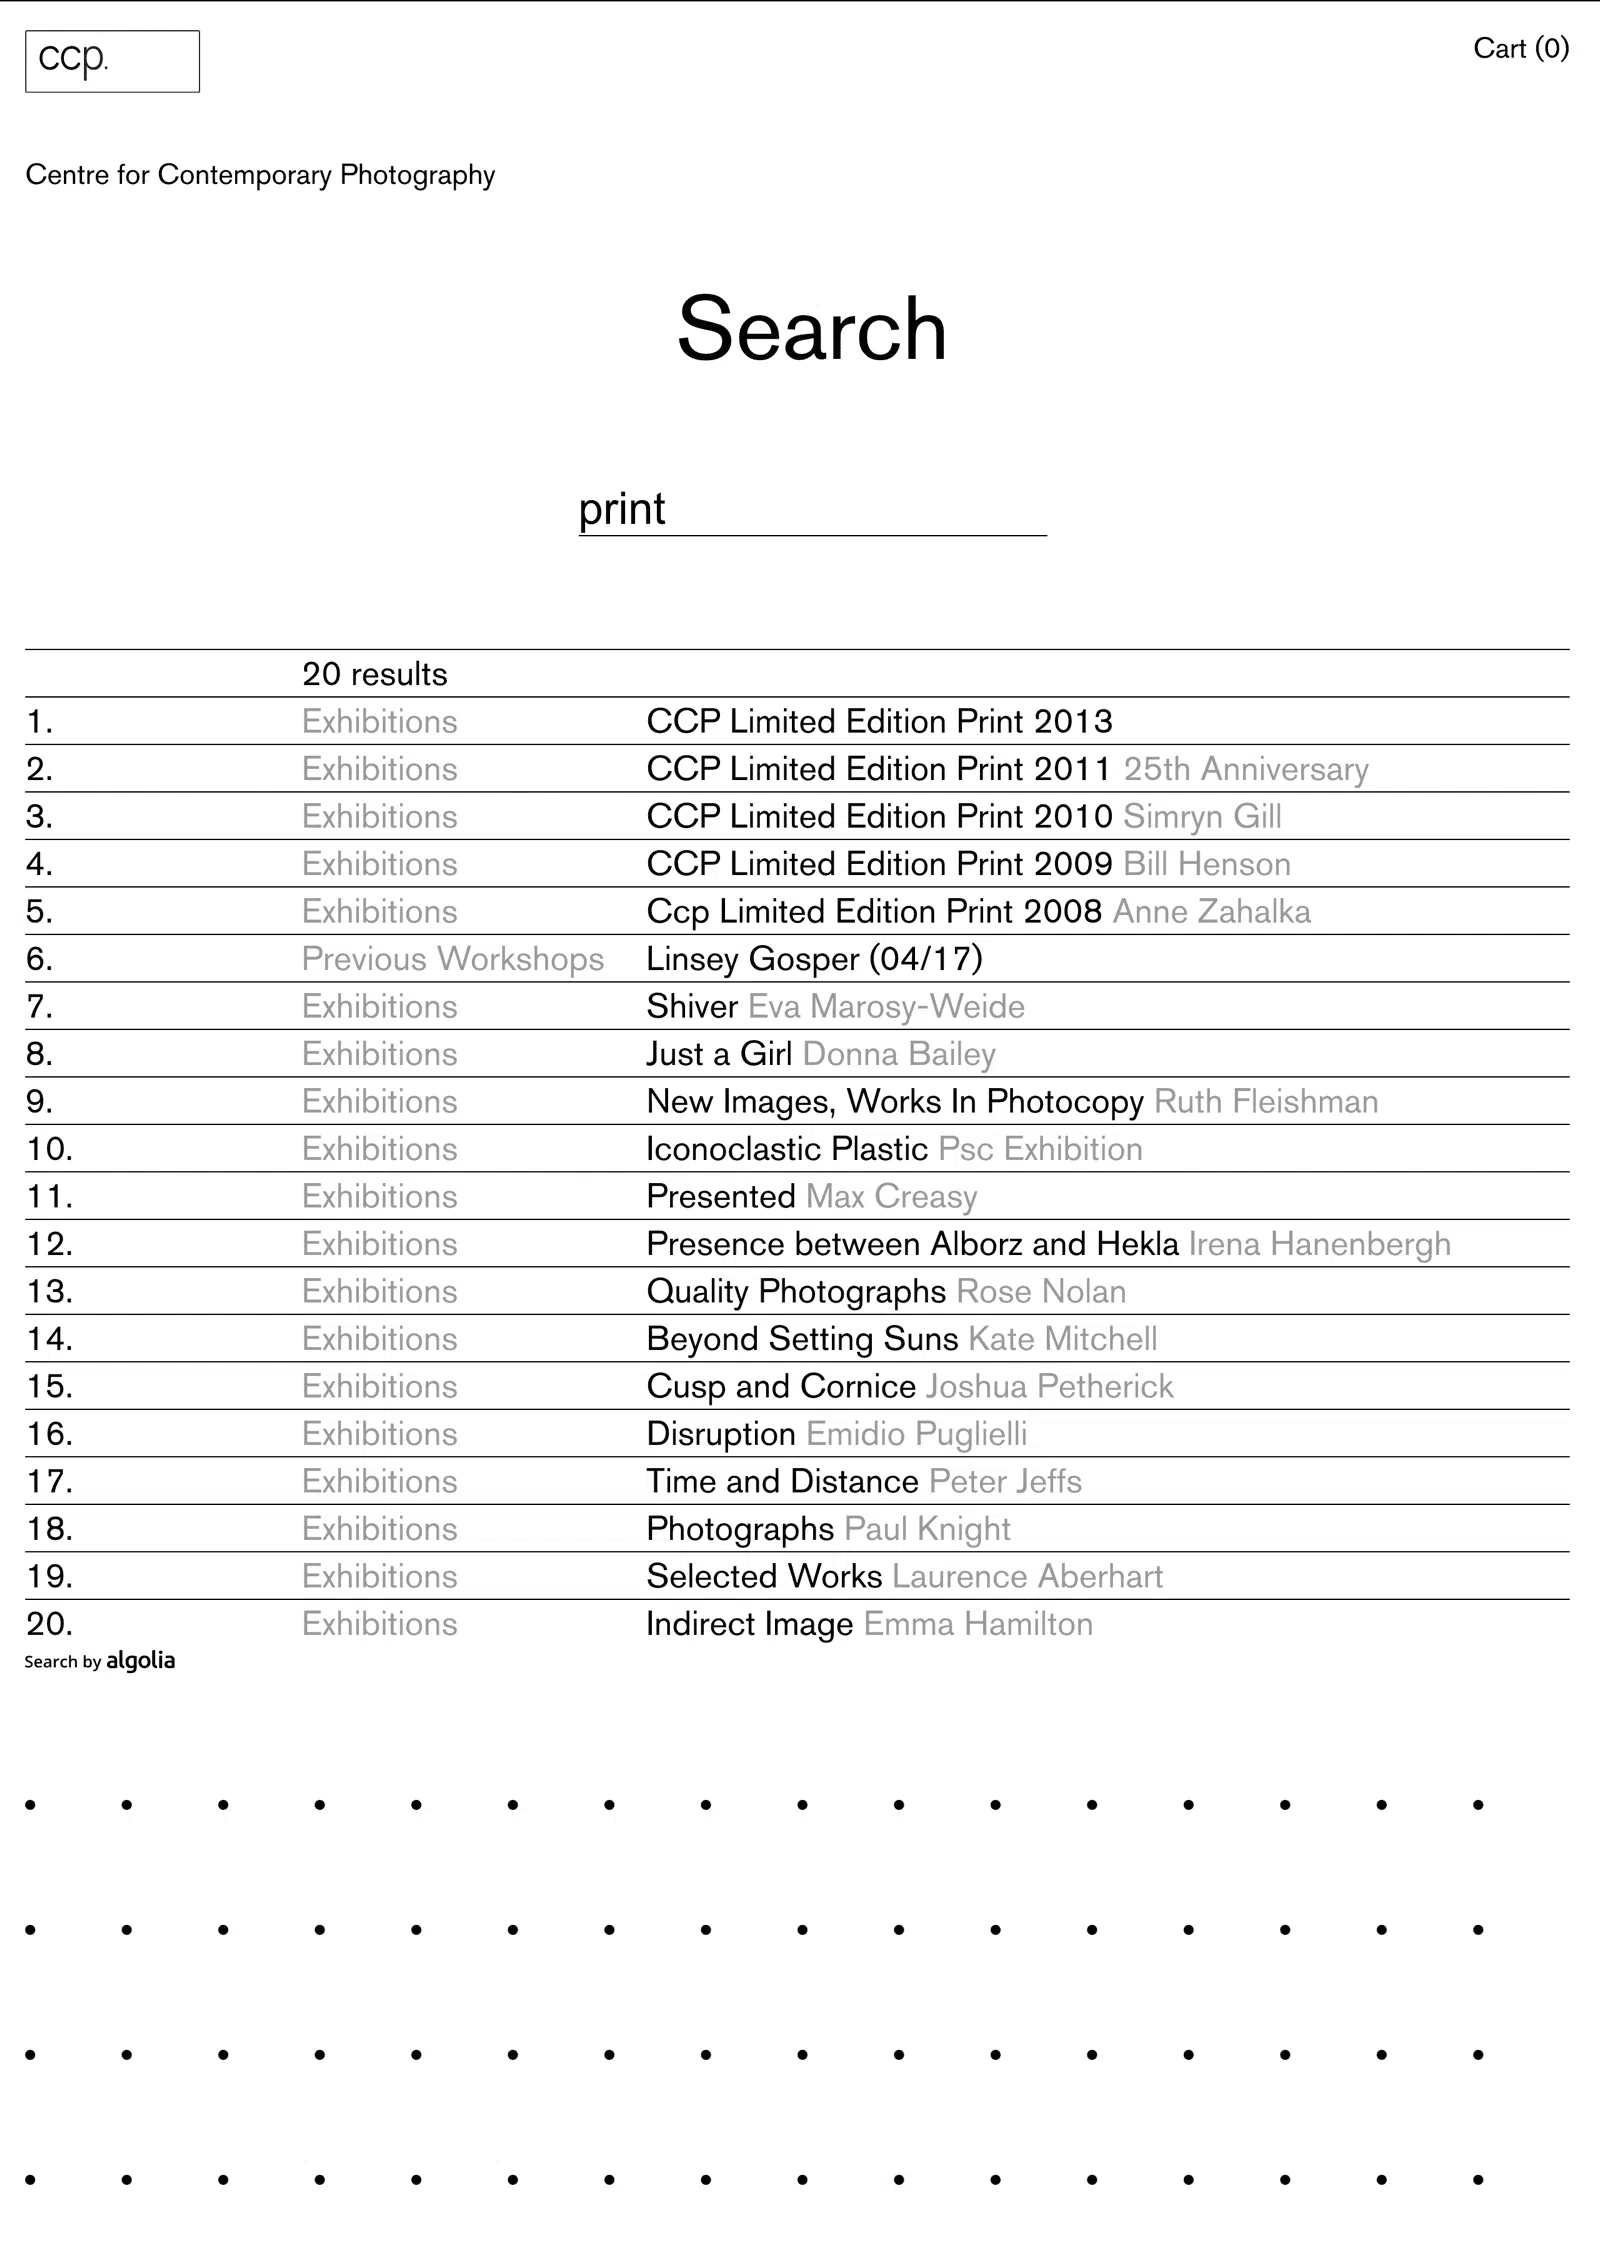 ccp.
Cart (0)
Centre for Contemporary Photography
Search
print
20 results
1. Exhibitions CCP Limited Edition Print 2013
2. Exhibitions CCP Limited Edition Print 2011 25th Anniversary
3. Exhibitions CCP Limited Edition Print 2010 Simryn Gill
4. Exhibitions CCP Limited Edition Print 2009 Bill Henson
5. Exhibitions Ccp Limited Edition Print 2008 Anne Zahalka
6. Previous Workshops Linsey Gosper (04/17)
7. Exhibitions Shiver Eva Marosy-Weide
8. Exhibitions Just a Girl Donna Bailey
9. Exhibitions New Images, Works In Photocopy Ruth Fleishman
10. Exhibitions Iconoclastic Plastic Psc Exhibition
11. Exhibitions Presented Max Creasy
12. Exhibitions Presence between Alborz and Hekla Irena Hanenbergh
13. Exhibitions Quality Photographs Rose Nolan
14. Exhibitions Beyond Setting Suns Kate Mitchell
15. Exhibitions Cusp and Cornice Joshua Petherick
16. Exhibitions Disruption Emidio Puglielli
17. Exhibitions Time and Distance Peter Jeffs
18. Exhibitions Photographs Paul Knight
19. Exhibitions Selected Works Laurence Aberhart
20. Exhibitions Indirect Image Emma Hamilton
Search by algolia